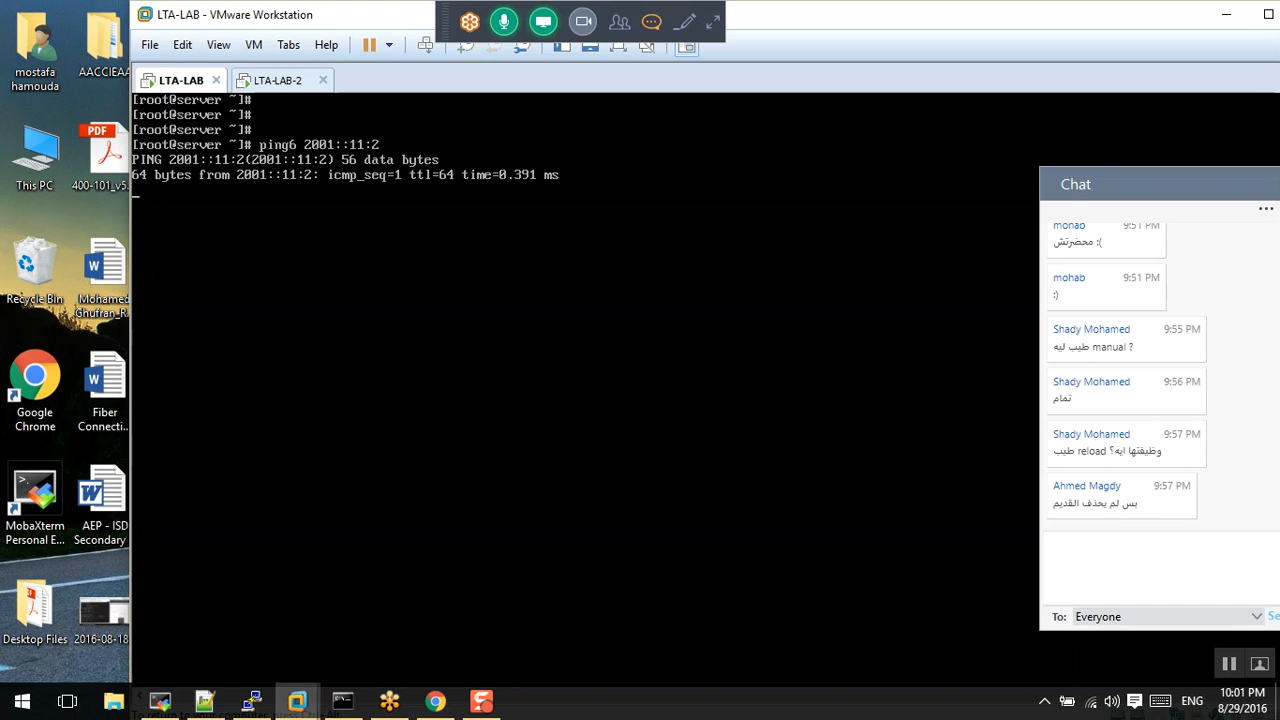 LTA-LAB - VMware Workstation
File Edit View VM Tabs Help
LTA-LAB
LTA-LAB-2
[root@server ~]#
[root@server ~]#
[root@server ~]#
[root@server ~]# ping6 2001::11:2
PING 2001::11:2(2001::11:2) 56 data bytes
64 bytes from 2001::11:2: icmp_seq=1 ttl=64 time=0.391 ms
mostafa
hamouda
AACCIEAA
This PC
PDF
400-101_v5.
Recycle Bin
Mohamed
Ghufran_R
Google
Chrome
Fiber
Connecti...
MobaXterm
Personal E...
AEP - ISD
Secondary
Desktop Files
2016-08-18
Chat
mohab 9:51 PM
محضرتش :(
mohab 9:51 PM
:)
Shady Mohamed 9:55 PM
طيب ليه manual ?
Shady Mohamed 9:56 PM
تمام
Shady Mohamed 9:57 PM
طيب reload وظيفتها ايه؟
Ahmed Magdy 9:57 PM
بس لم يحذف القديم
To: Everyone
Se
ENG
10:01 PM
8/29/2016